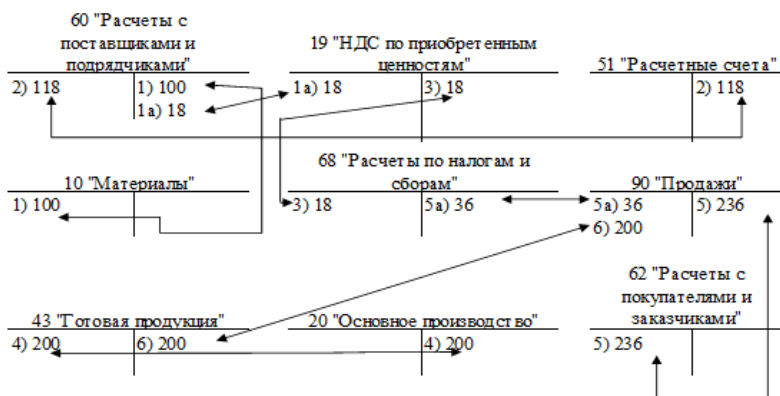 60 "Расчеты с
поставщиками и
подрядчиками"
2) 118
1) 100
1а) 18
19 "НДС по приобретенным
ценностям"
1а) 18
3) 18
51 "Расчетные счета"
2) 118
10 "Материалы"
1) 100
68 "Расчеты по налогам и
сборам"
3) 18
5а) 36
90 "Продажи"
5а) 36
5) 236
6) 200
43 "Готовая продукция"
4) 200
6) 200
20 "Основное производство"
4) 200
62 "Расчеты с
покупателями и
заказчиками"
5) 236